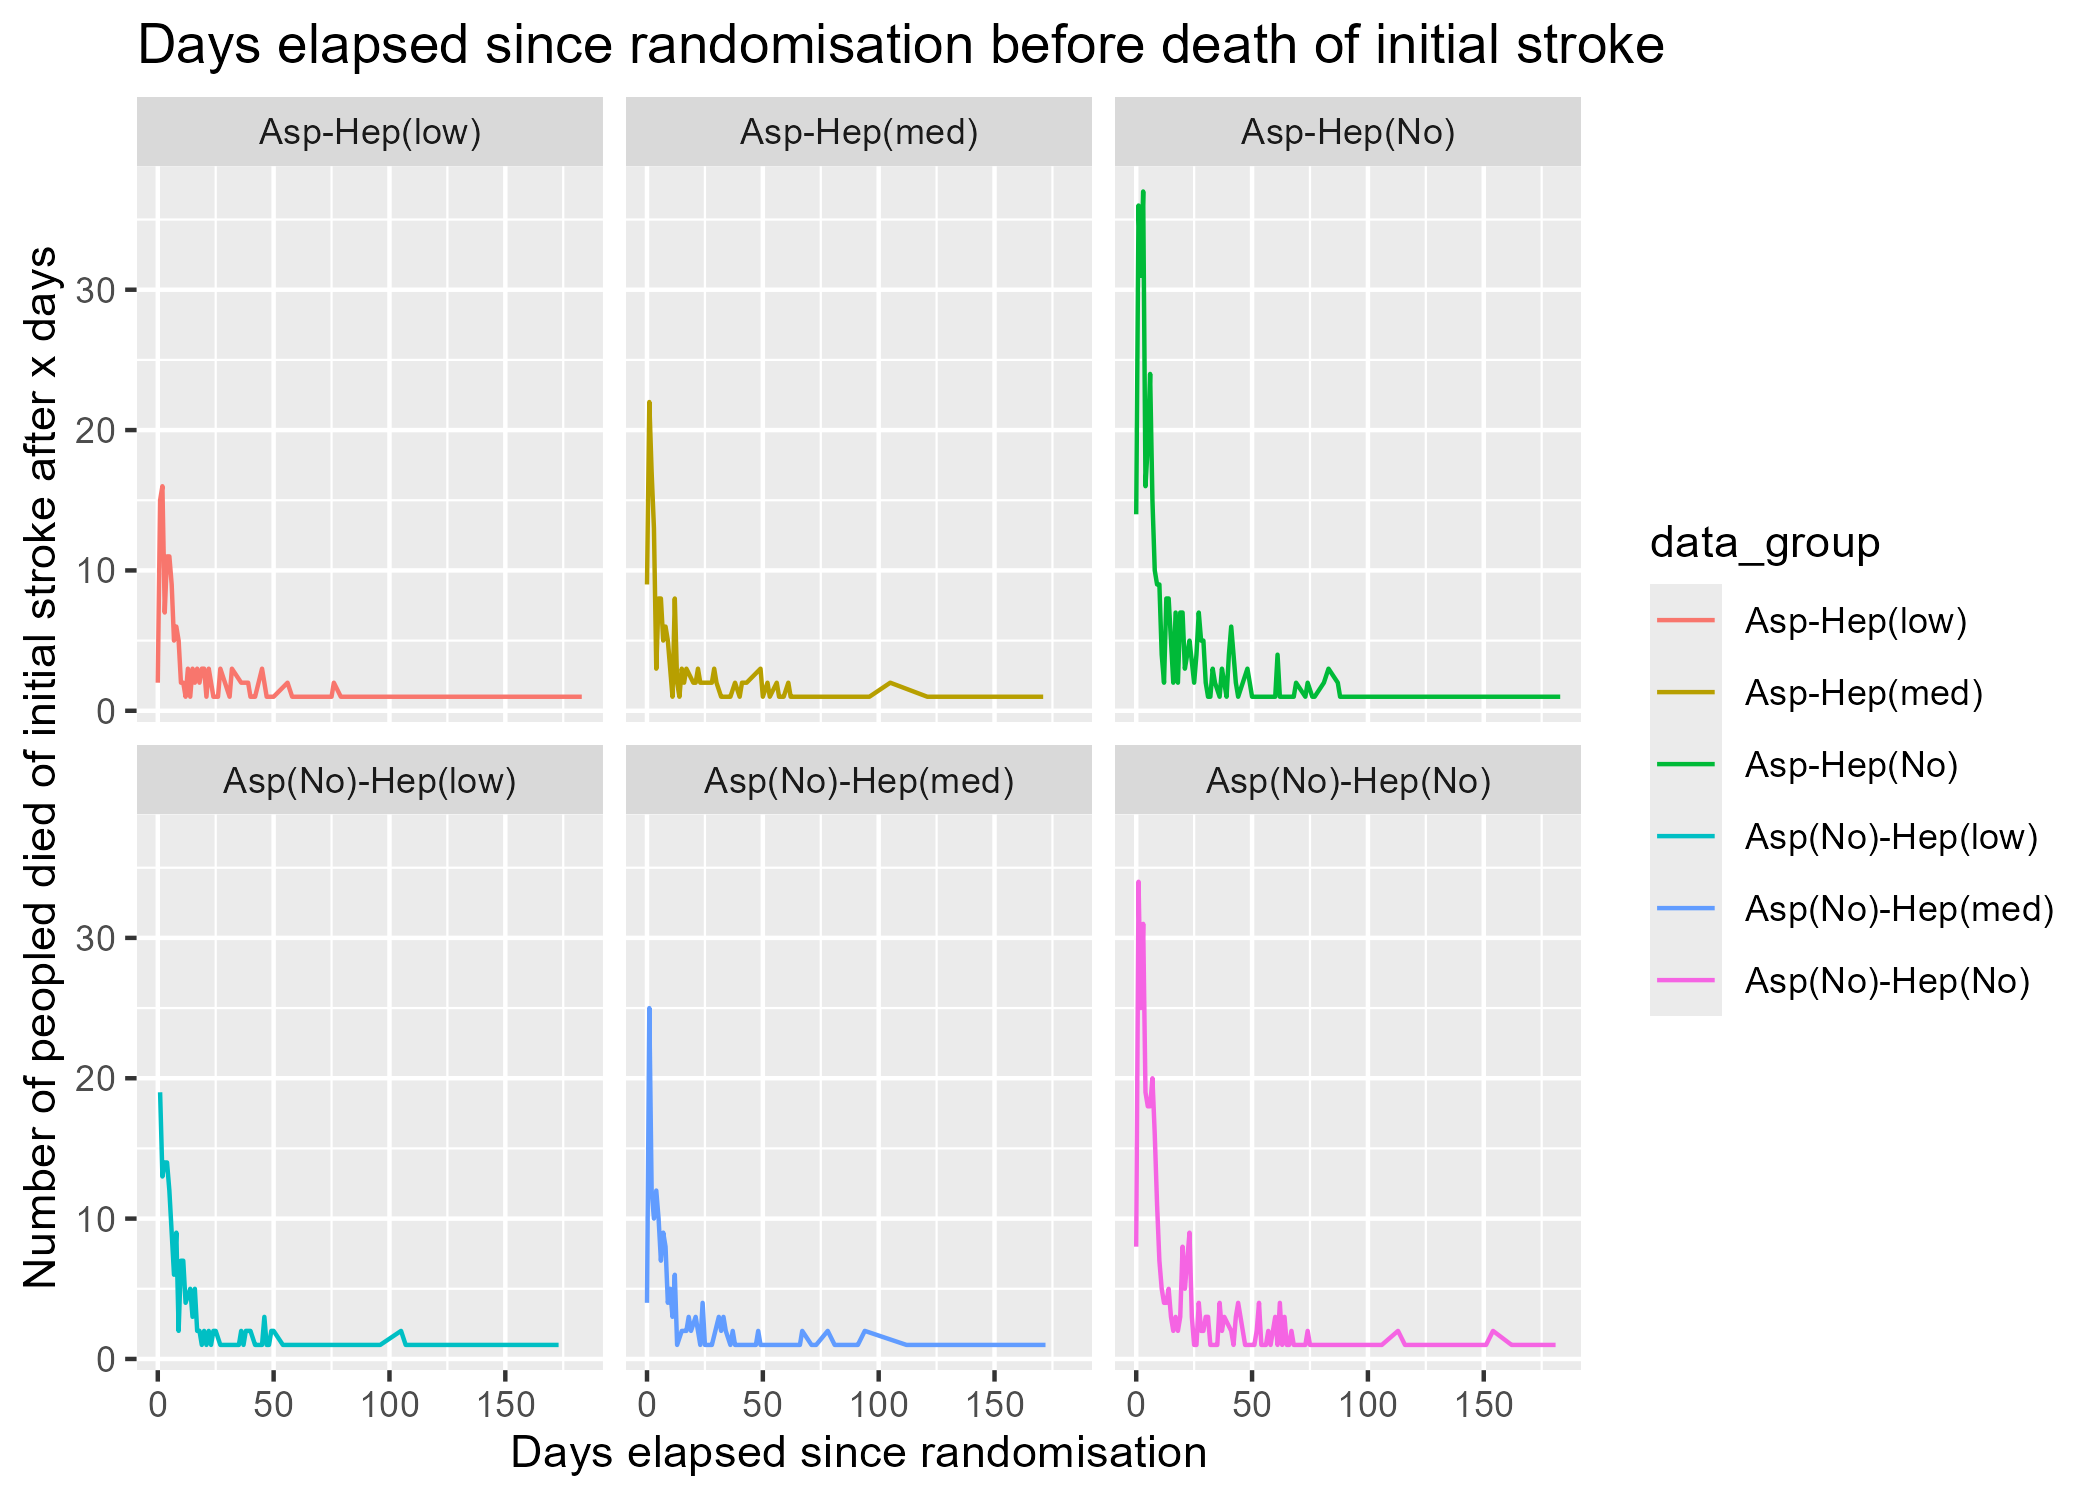 Days elapsed since randomisation before death of initial stroke
Asp-Hep(low)
Asp-Hep(med)
Asp-Hep(No)
30
20
10
0
Asp(No)-Hep(low)
Asp(No)-Hep(med)
Asp(No)-Hep(No)
30
20
10
0
0 50 100 150
0 50 100 150
0 50 100 150
Days elapsed since randomisation
Number of peopled died of initial stroke after x days
data_group
Asp-Hep(low)
Asp-Hep(med)
Asp-Hep(No)
Asp(No)-Hep(low)
Asp(No)-Hep(med)
Asp(No)-Hep(No)